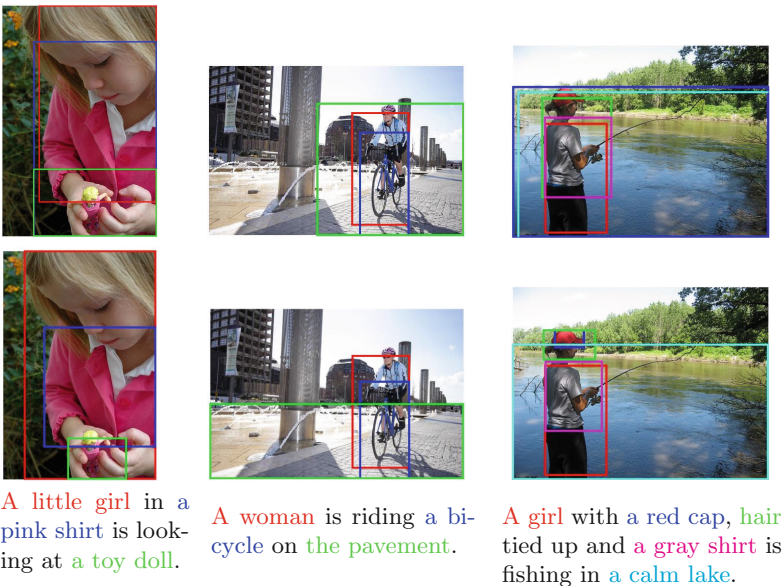 A little girl in a
pink shirt is look-
ing at a toy doll.
A woman is riding a bi-
cycle on the pavement.
A girl with a red cap, hair
tied up and a gray shirt is
fishing in a calm lake.